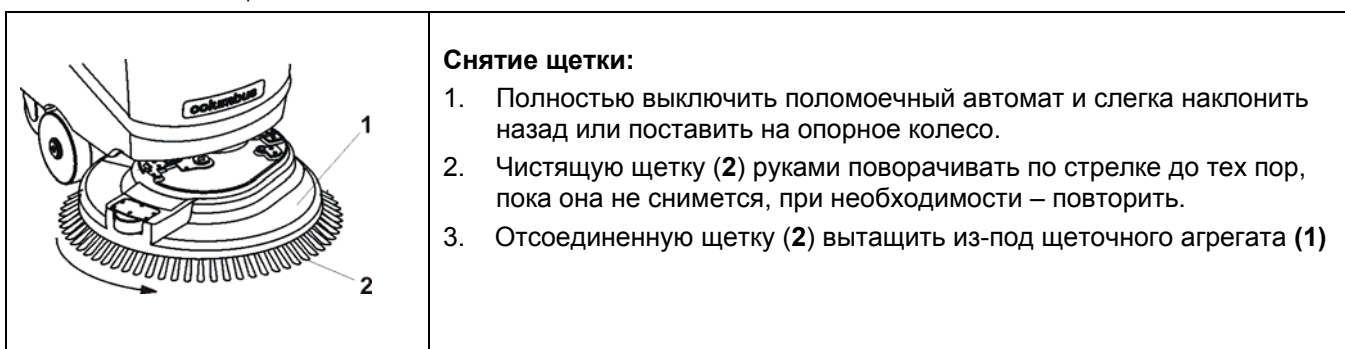 columbus
1
2
Снятие щетки:
1. Полностью выключить поломоечный автомат и слегка наклонить
назад или поставить на опорное колесо.
2. Чистящую щетку (2) руками поворачивать по стрелке до тех пор,
пока она не снимется, при необходимости – повторить.
3. Отсоединенную щетку (2) вытащить из-под щеточного агрегата (1)